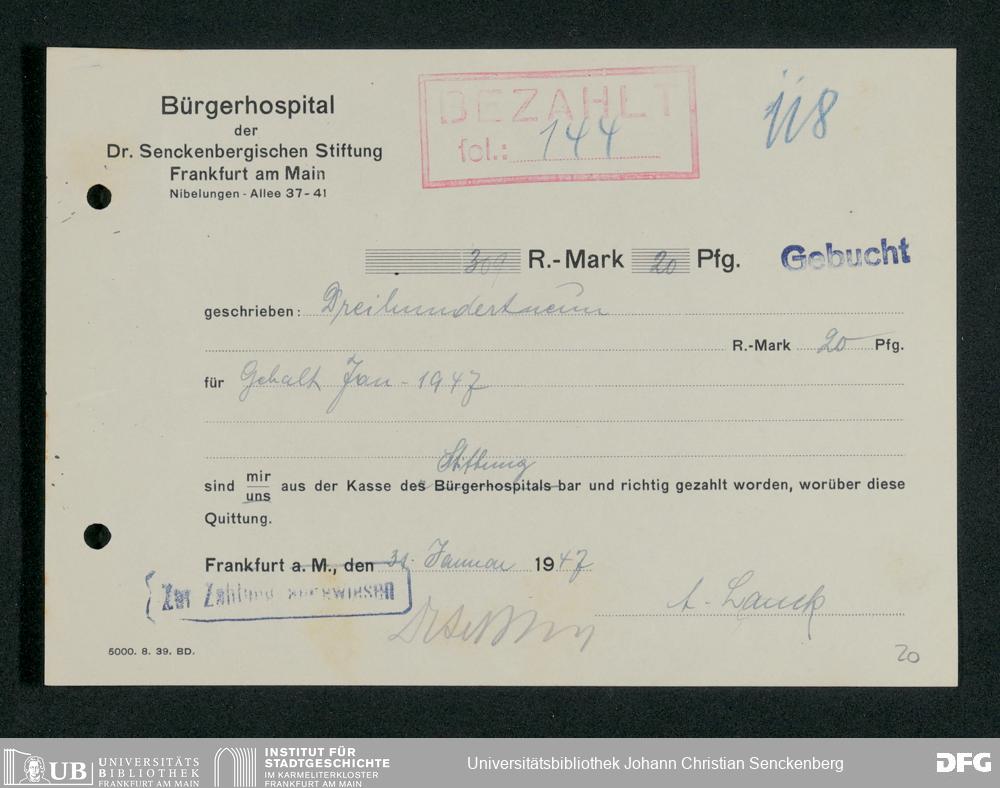 Bürgerhospital
der
Dr. Senckenbergischen Stiftung
Frankfurt am Main
Nibelungen - Allee 37-41
BEZAHLT
fol.: 144
118
309 R.-Mark 20 Pfg.
Gebucht
geschrieben: Dreihundertneun
R.-Mark 20 Pfg.
für Gehalt Jan - 1947
Stiftung
sind mir uns aus der Kasse des Bürgerhospitals bar und richtig gezahlt worden, worüber diese
Quittung.
Frankfurt a. M., den 31. Januar 1947
Zur Zahlung angewiesen
A. Lauck
5000. 8. 39. BD.
20
UB UNIVERSITÄTS
BIBLIOTHEK
FRANKFURT AM MAIN
INSTITUT FÜR
STADTGESCHICHTE
IM KARMELITERKLOSTER
FRANKFURT AM MAIN
Universitätsbibliothek Johann Christian Senckenberg
DFG